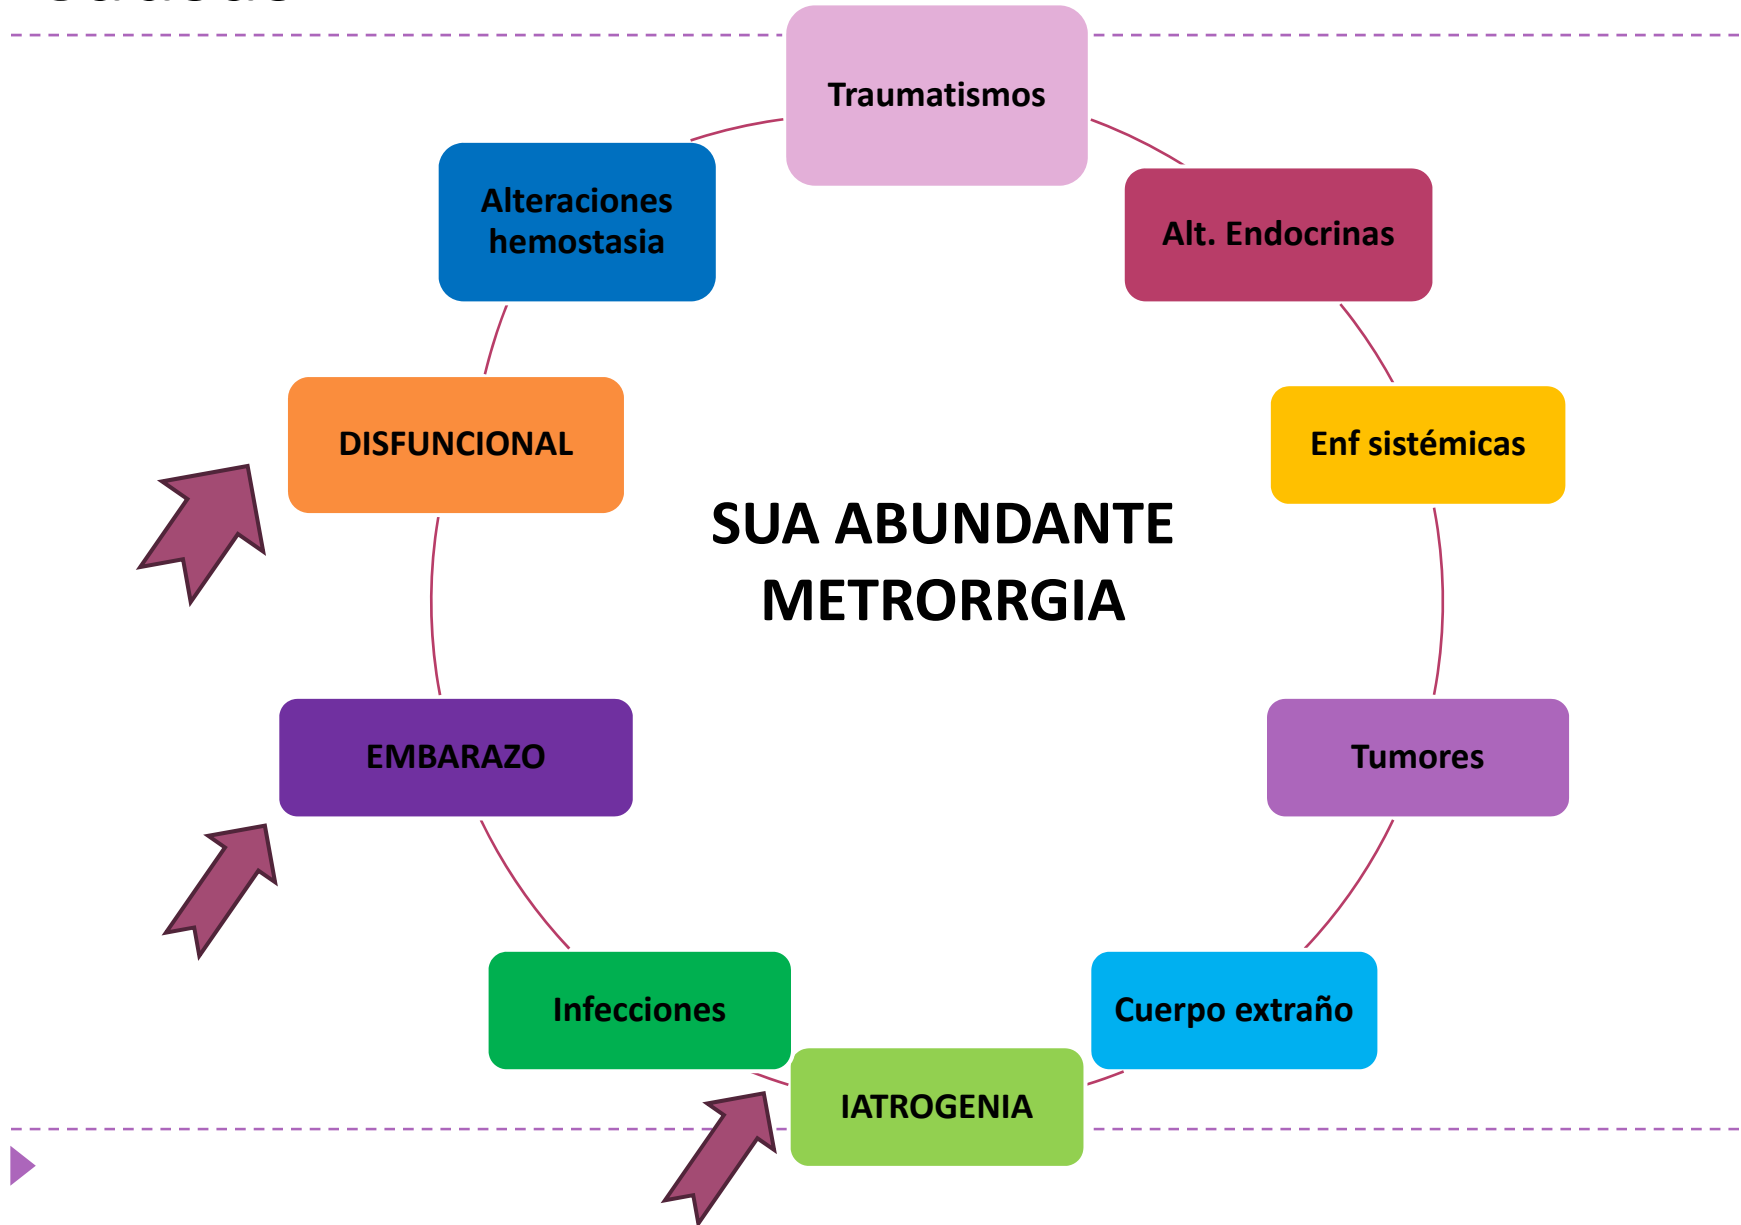 Traumatismos
Alteraciones
hemostasia
Alt. Endocrinas
DISFUNCIONAL
Enf sistémicas
SUA ABUNDANTE
METRORRGIA
EMBARAZO
Tumores
Infecciones
Cuerpo extraño
IATROGENIA